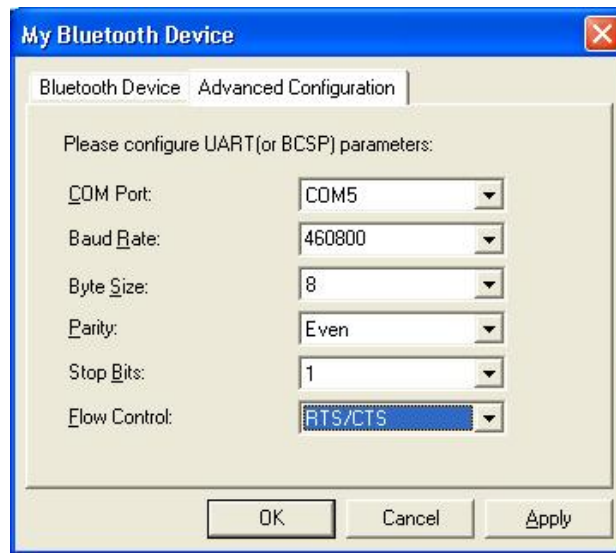 My Bluetooth Device
Bluetooth Device Advanced Configuration
Please configure UART(or BCSP) parameters:
COM Port: COM5
Baud Rate: 460800
Byte Size: 8
Parity: Even
Stop Bits: 1
Flow Control: RTS/CTS
OK Cancel Apply